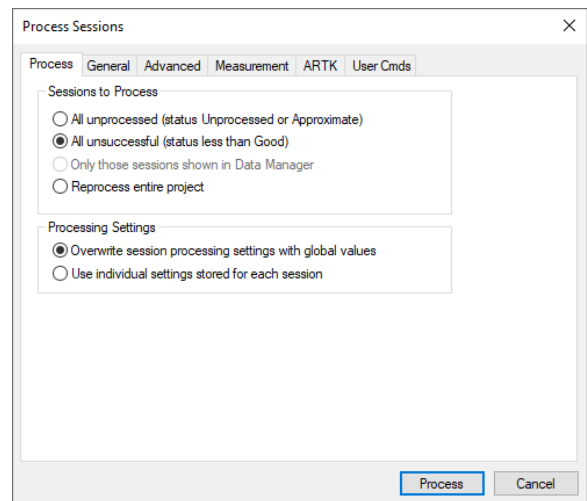 Process Sessions
Process General Advanced Measurement ARTK User Cmds
Sessions to Process
All unprocessed (status Unprocessed or Approximate)
All unsuccessful (status less than Good)
Only those sessions shown in Data Manager
Reprocess entire project
Processing Settings
Overwrite session processing settings with global values
Use individual settings stored for each session
Process Cancel